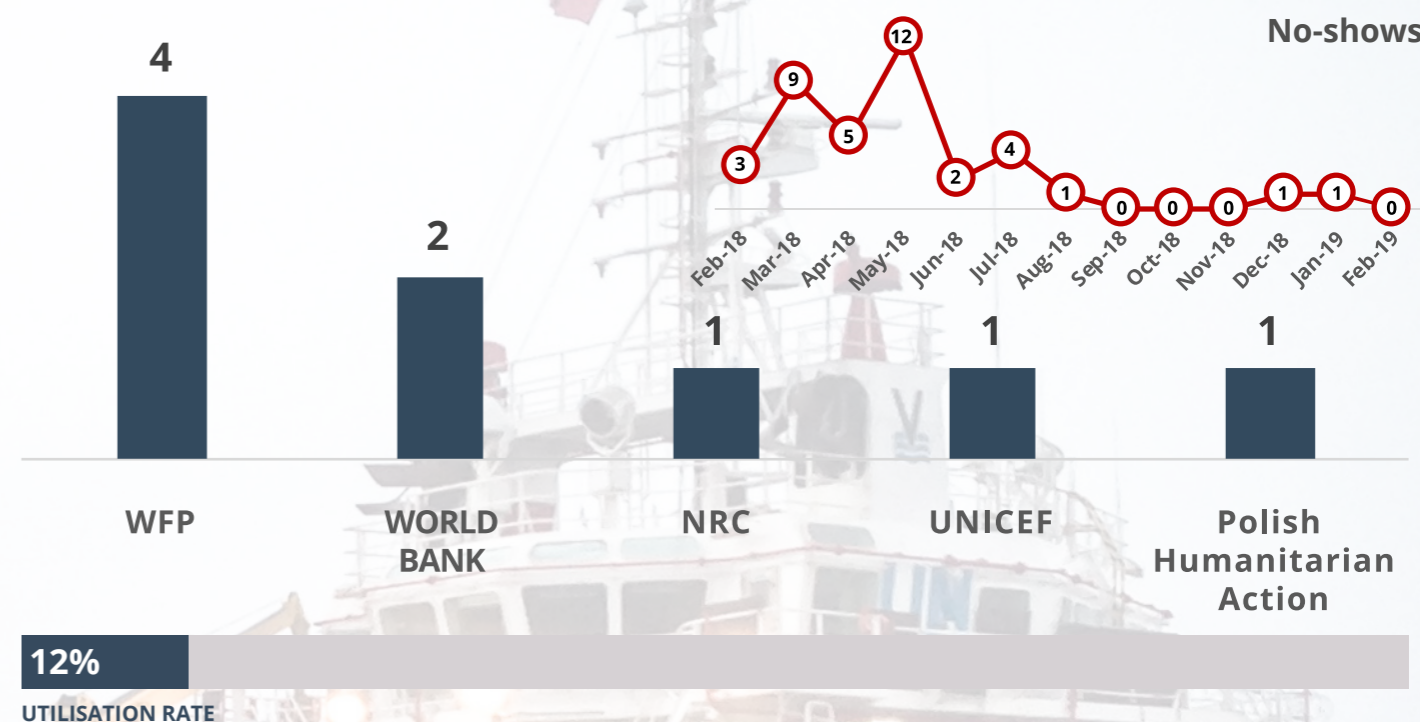 No-shows
12
9
5
4
3
2
1
0
0
0
1
1
0
Feb-18
Mar-18
Apr-18
May-18
Jun-18
Jul-18
Aug-18
Sep-18
Oct-18
Nov-18
Dec-18
Jan-19
Feb-19
4
2
1
1
1
WFP
WORLD
BANK
NRC
UNICEF
Polish
Humanitarian
Action
UN
12%
UTILISATION RATE